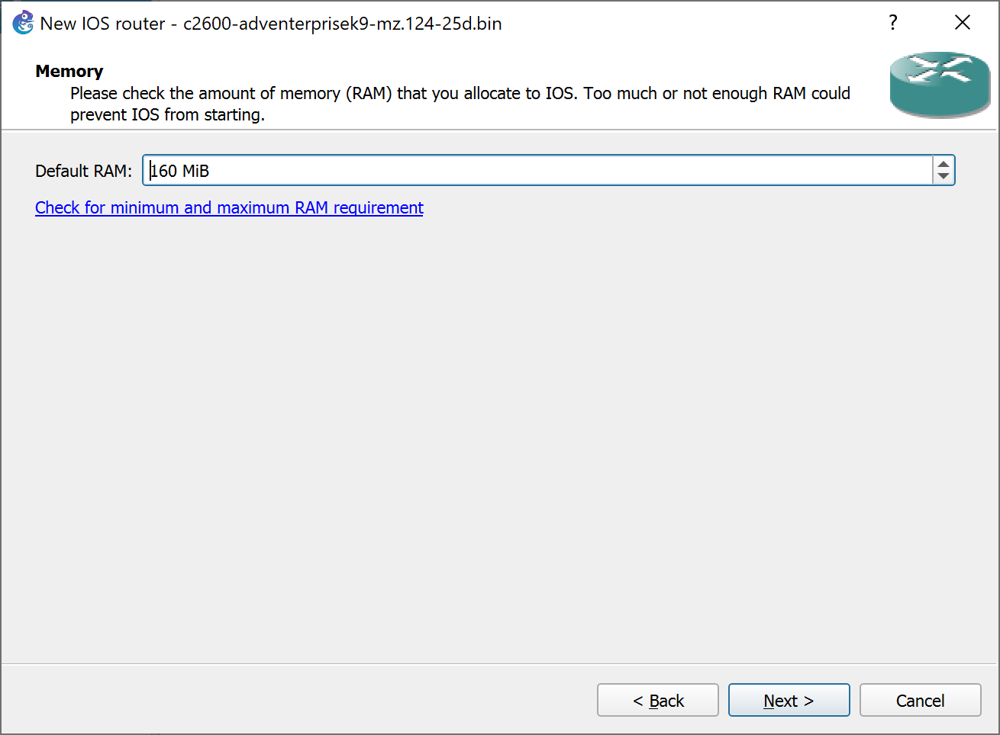 New IOS router - c2600-adventerprisek9-mz.124-25d.bin
?
Memory
Please check the amount of memory (RAM) that you allocate to IOS. Too much or not enough RAM could
prevent IOS from starting.
Default RAM: 160 MiB
Check for minimum and maximum RAM requirement
< Back
Next >
Cancel